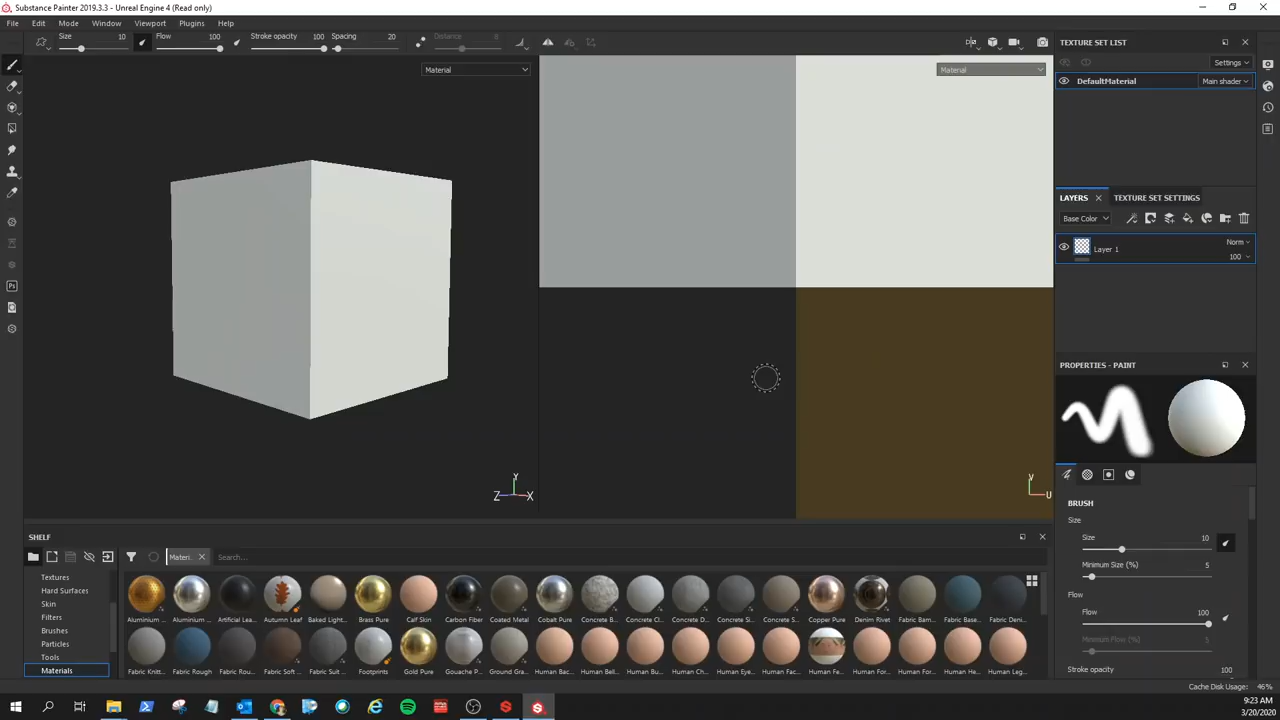 Substance Painter 2019.3.3 - Unreal Engine 4 (Read only)
File Edit Mode Window Viewport Plugins Help
Size 10 Flow 100 Stroke opacity 100 Spacing 20 Distance 8
Material
Material
TEXTURE SET LIST
Settings
DefaultMaterial Main shader
LAYERS TEXTURE SET SETTINGS
Base Color
Layer 1 Norm
100
PROPERTIES - PAINT
BRUSH
Size
Size 10
Minimum Size (%) 5
Flow
Flow 100
Minimum Flow (%) 5
Stroke opacity 100
Y
Z X
V
U
SHELF
Materi... Search...
Textures
Hard Surfaces
Skin
Filters
Brushes
Particles
Tools
Materials
Aluminium ... Aluminium ... Artificial Lea... Autumn Leaf Baked Light... Brass Pure Calf Skin Carbon Fiber Coated Metal Cobalt Pure Concrete B... Concrete Cl... Concrete D... Concrete S... Concrete S... Copper Pure Denim Rivet Fabric Bam... Fabric Base... Fabric Deni...
Fabric Knitt... Fabric Rough Fabric Rou... Fabric Soft ... Fabric Suit ... Footprints Gold Pure Gouache P... Ground Gra... Human Bac... Human Bell... Human Bu... Human Ch... Human Eye... Human Fac... Human Fe... Human For... Human For... Human He... Human Leg...
Cache Disk Usage: 46%
Ps
9:23 AM
3/20/2020